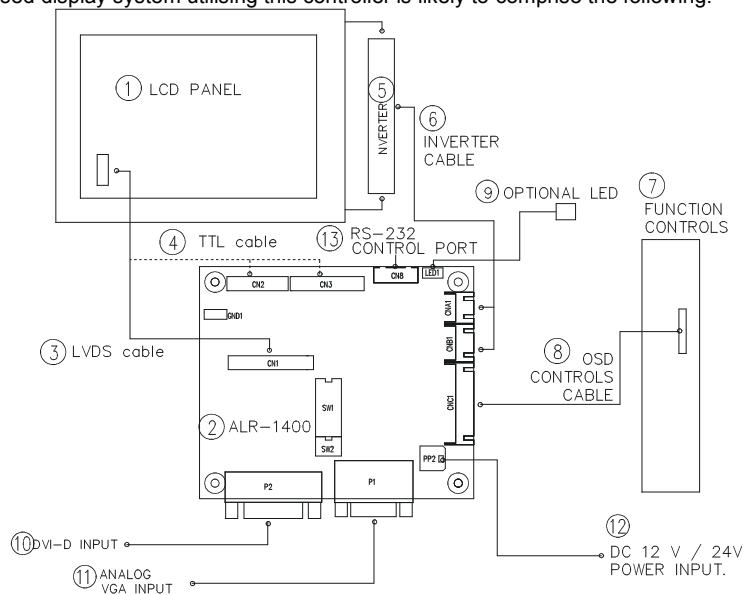 sed display system utilising this controller is likely to comprise the following:
1 LCD PANEL
5
NVERTER
6
INVERTER
CABLE
9 OPTIONAL LED
7
FUNCTION
CONTROLS
4 TTL cable
13 RS-232
CONTROL PORT
CN2
CN3
CN8
LED1
GND1
CNA1
CNB1
3 LVDS cable
CN1
8 OSD
CONTROLS
CABLE
CNC1
SW1
2 ALR-1400
SW2
PP2
P2
P1
10 DVI-D INPUT
12
DC 12 V / 24V
POWER INPUT.
11 ANALOG
VGA INPUT